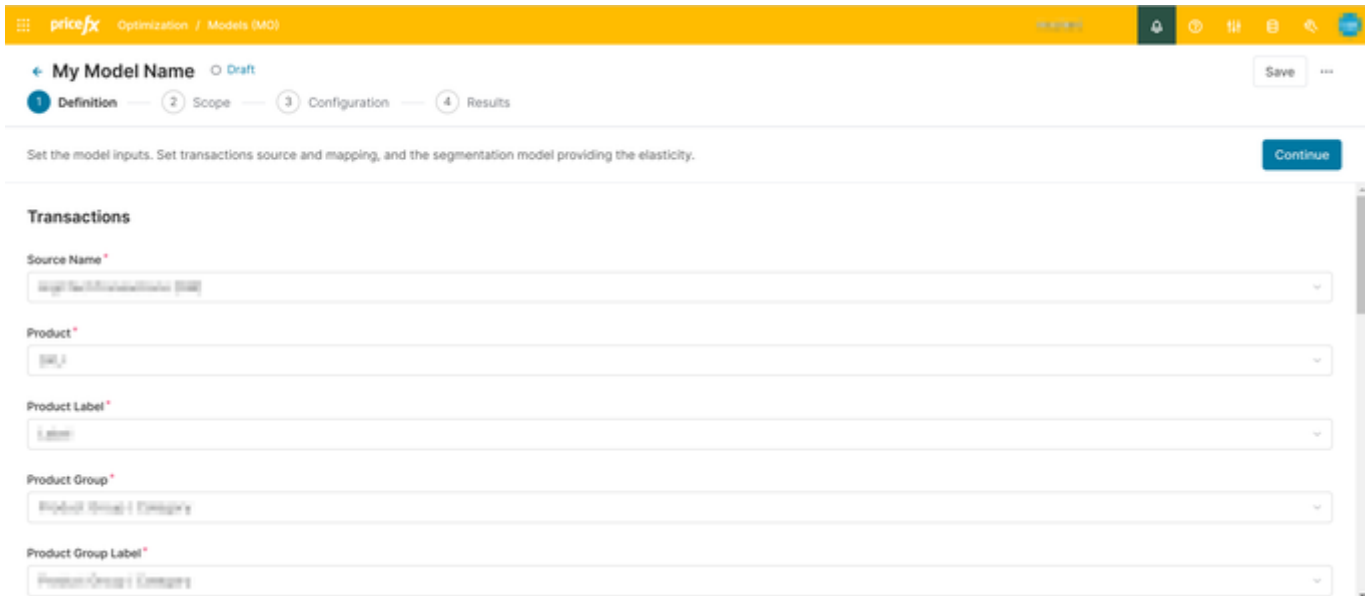 pricefx Optimization / Models (MO)
My Model Name Draft
Save
1 Definition 2 Scope 3 Configuration 4 Results
Set the model inputs. Set transactions source and mapping, and the segmentation model providing the elasticity.
Continue
Transactions
Source Name*
Product*
Product Label*
Product Group*
Product Group Label*